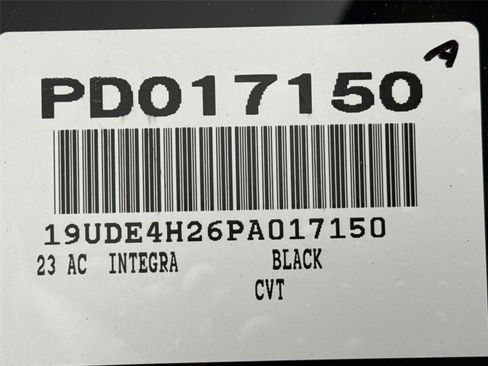 A
PD017150
19UDE4H26PA017150
23 AC INTEGRA BLACK
CVT